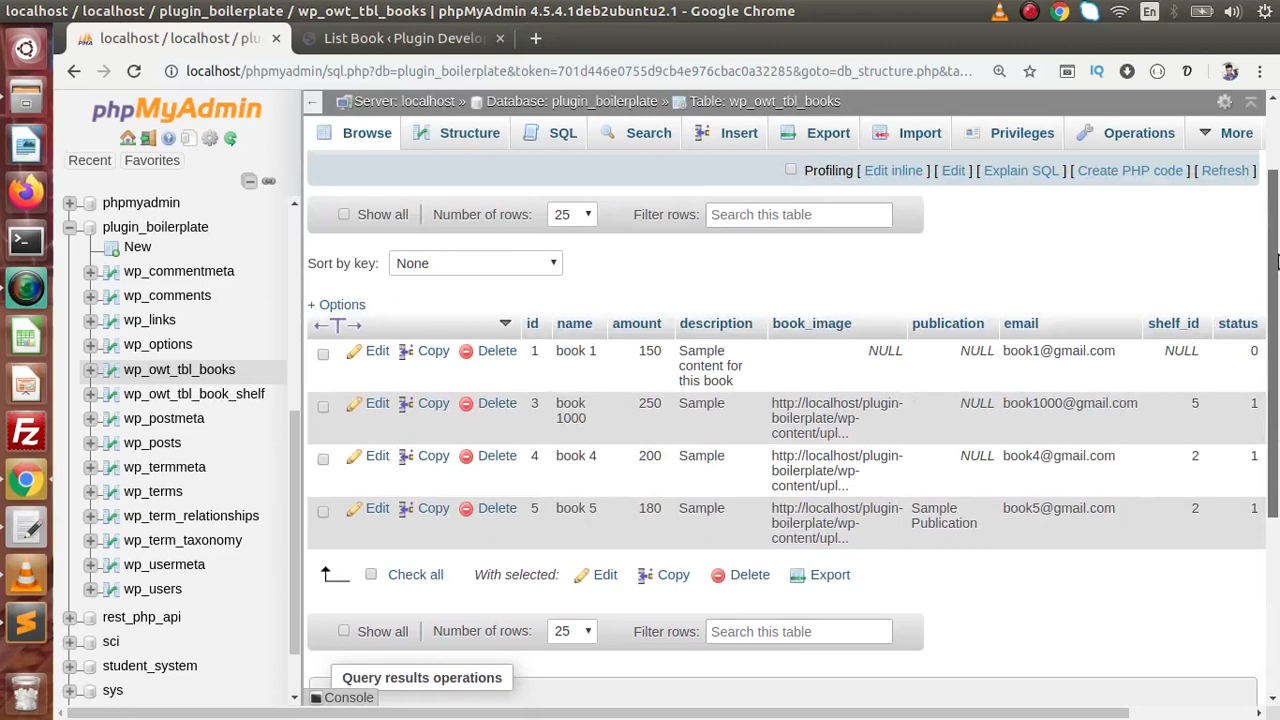 localhost / localhost / plugin_boilerplate / wp_owt_tbl_books | phpMyAdmin 4.5.4.1deb2ubuntu2.1 - Google Chrome
En
localhost / localhost / plu
List Book ‹ Plugin Develo
localhost/phpmyadmin/sql.php?db=plugin_boilerplate&token=701d446e0755d9cb4e976cbac0a32285&goto=db_structure.php&ta...
phpMyAdmin
Recent Favorites
phpmyadmin
plugin_boilerplate
New
wp_commentmeta
wp_comments
wp_links
wp_options
wp_owt_tbl_books
wp_owt_tbl_book_shelf
wp_postmeta
wp_posts
wp_termmeta
wp_terms
wp_term_relationships
wp_term_taxonomy
wp_usermeta
wp_users
rest_php_api
sci
student_system
sys
Server: localhost » Database: plugin_boilerplate » Table: wp_owt_tbl_books
Browse Structure SQL Search Insert Export Import Privileges Operations More
Profiling [ Edit inline ] [ Edit ] [ Explain SQL ] [ Create PHP code ] [ Refresh ]
Show all Number of rows: 25 Filter rows: Search this table
Sort by key: None
+ Options
id name amount description book_image publication email shelf_id status
Edit Copy Delete 1 book 1 150 Sample content for this book NULL NULL book1@gmail.com NULL 0
Edit Copy Delete 3 book 1000 250 Sample http://localhost/plugin-boilerplate/wp-content/upl... NULL book1000@gmail.com 5 1
Edit Copy Delete 4 book 4 200 Sample http://localhost/plugin-boilerplate/wp-content/upl... NULL book4@gmail.com 2 1
Edit Copy Delete 5 book 5 180 Sample http://localhost/plugin-boilerplate/wp-content/upl... Sample Publication book5@gmail.com 2 1
Check all With selected: Edit Copy Delete Export
Show all Number of rows: 25 Filter rows: Search this table
Query results operations
Console